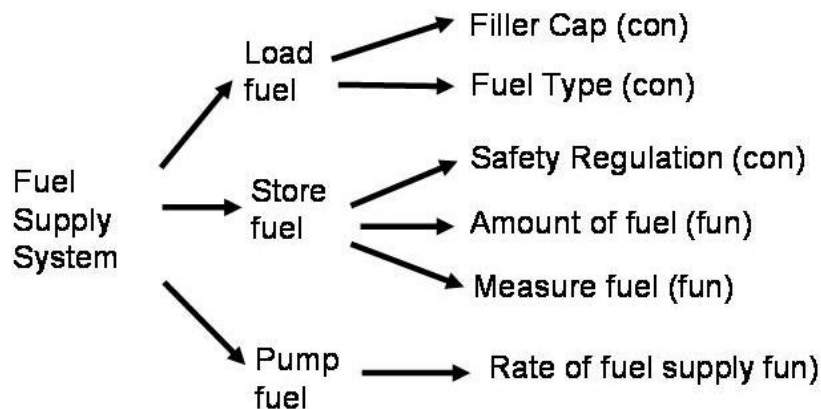 Filler Cap (con)
Load
fuel
Fuel Type (con)
Safety Regulation (con)
Fuel
Supply
System
Store
fuel
Amount of fuel (fun)
Measure fuel (fun)
Pump
fuel
Rate of fuel supply fun)